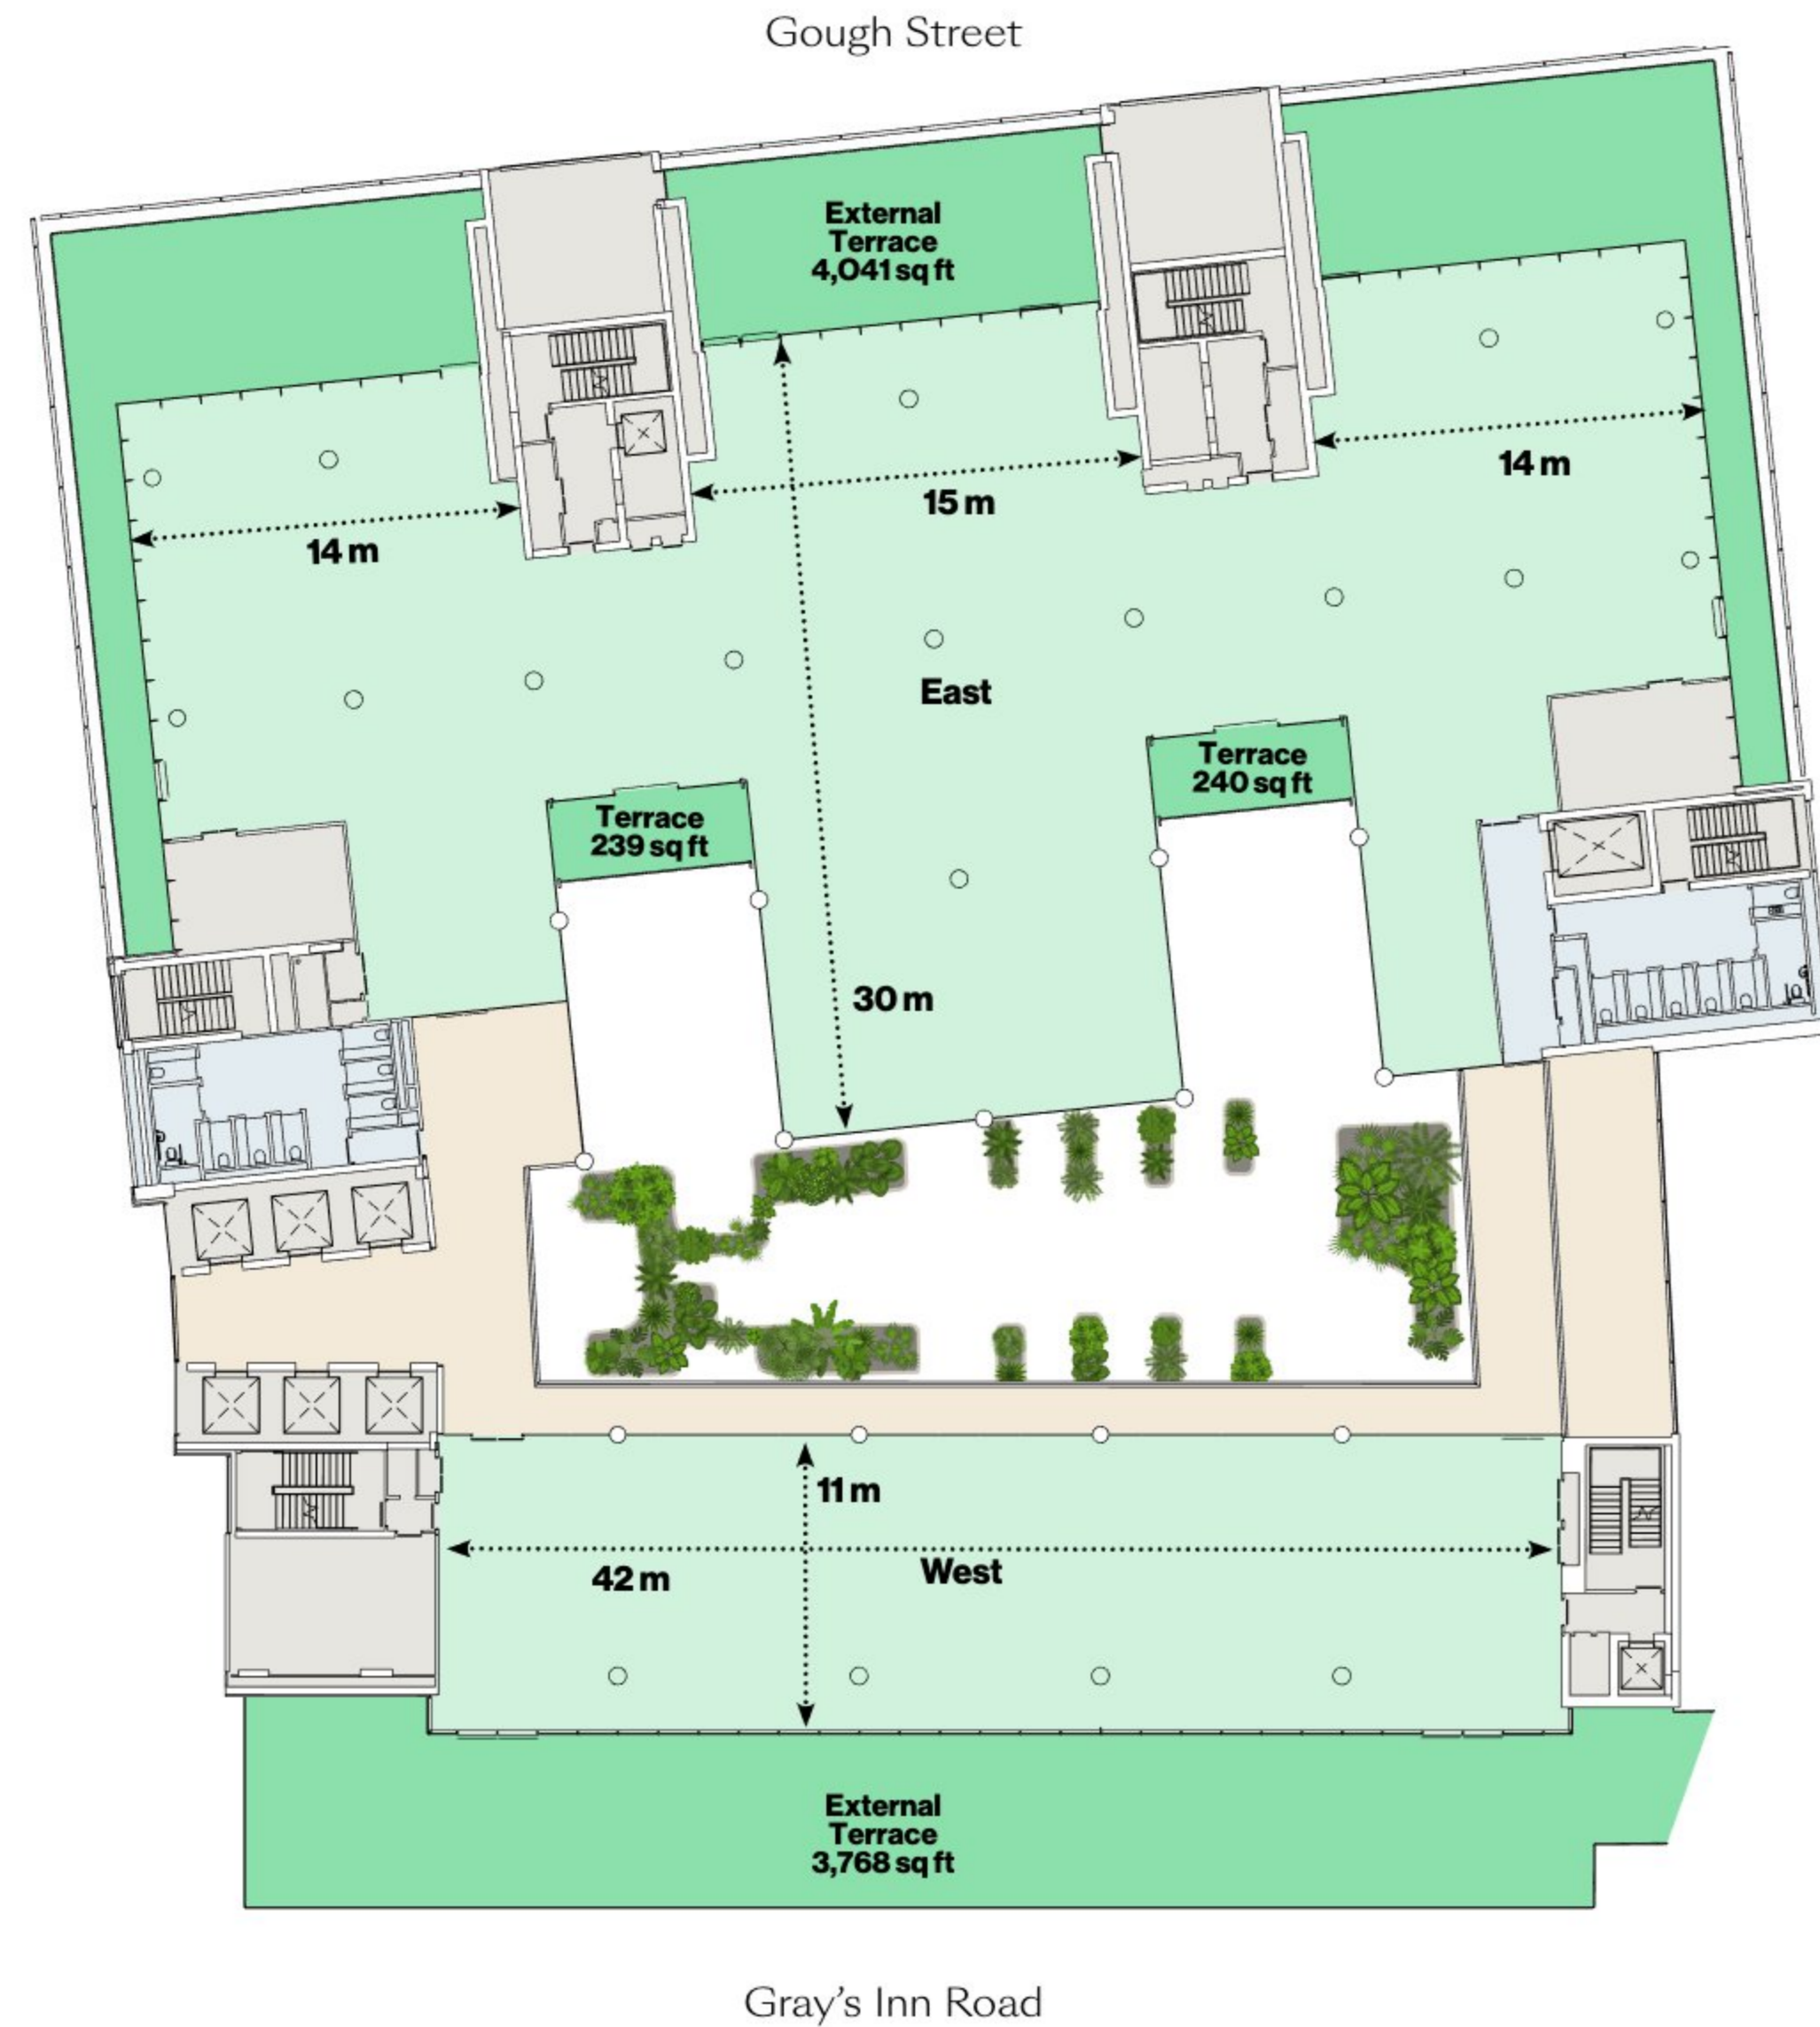 Gough Street
External
Terrace
4,041 sq ft
14 m
15 m
14 m
East
Terrace
240 sq ft
Terrace
239 sq ft
30 m
11 m
42 m
West
External
Terrace
3,768 sq ft
Gray's Inn Road